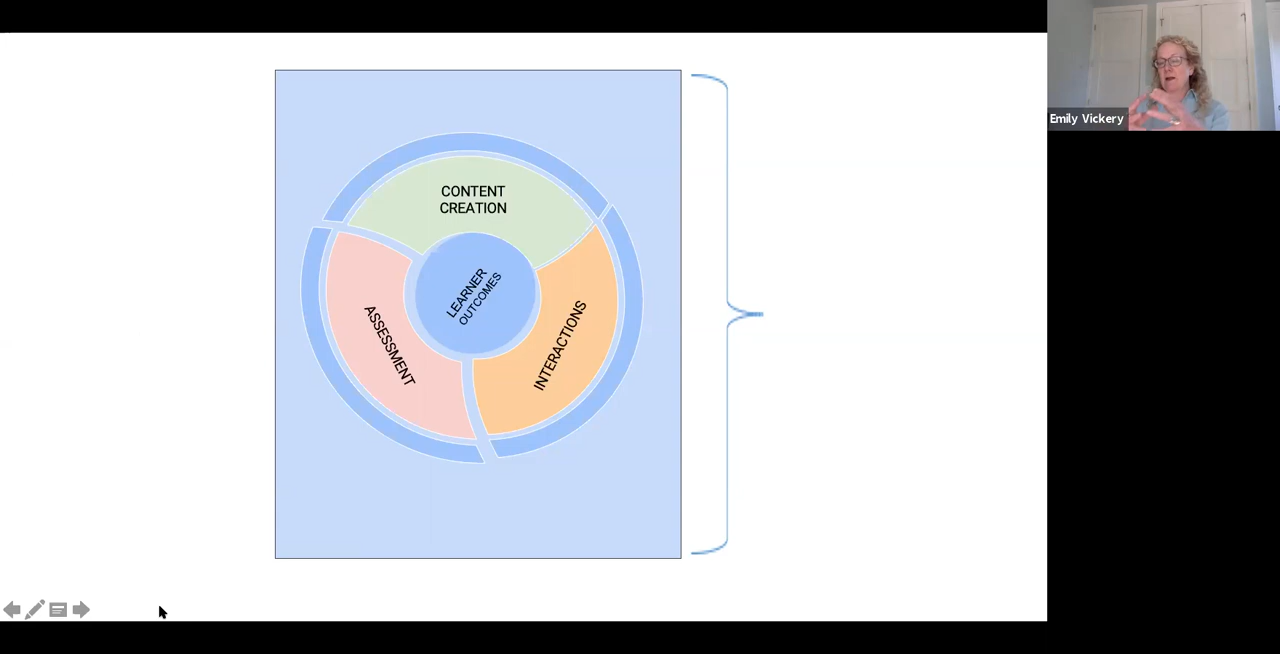 CONTENT
CREATION
LEARNER
OUTCOMES
ASSESSMENT
INTERACTIONS
Emily Vickery